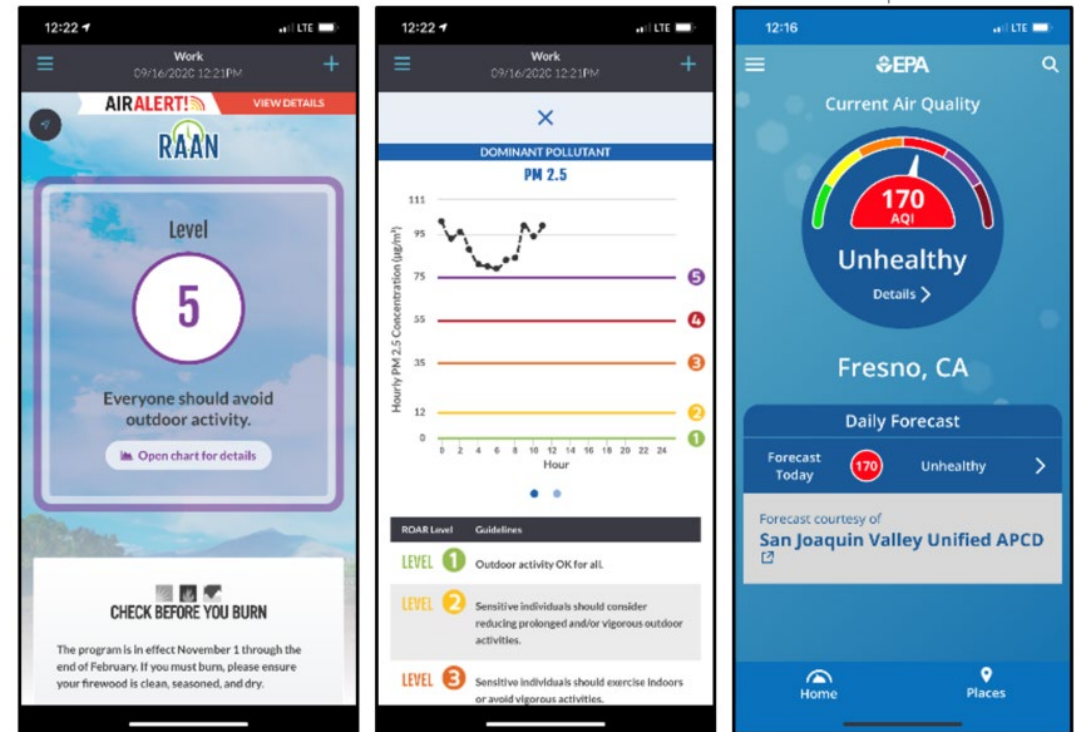 12:22
LTE
Work
09/16/2020 12:21PM
AIRALERT!
VIEW DETAILS
RAAN
Level
5
Everyone should avoid
outdoor activity.
Open chart for details
CHECK BEFORE YOU BURN
The program is in effect November 1 through the
end of February. If you must burn, please ensure
your firewood is clean, seasoned, and dry.
12:22
LTE
Work
09/16/2020 12:21PM
DOMINANT POLLUTANT
PM 2.5
Hourly PM 2.5 Concentration (µg/m³)
111
95
75
5
55
4
35
3
12
2
0
1
0 2 4 6 8 10 12 14 16 18 20 22 24
Hour
ROAR Level Guidelines
LEVEL 1 Outdoor activity OK for all.
LEVEL 2 Sensitive individuals should consider
reducing prolonged and/or vigorous outdoor
activities.
LEVEL 3 Sensitive individuals should exercise indoors
or avoid vigorous activities.
12:16
LTE
EPA
Current Air Quality
170
AQI
Unhealthy
Details
Fresno, CA
Daily Forecast
Forecast
Today
170
Unhealthy
Forecast courtesy of
San Joaquin Valley Unified APCD
Home
Places